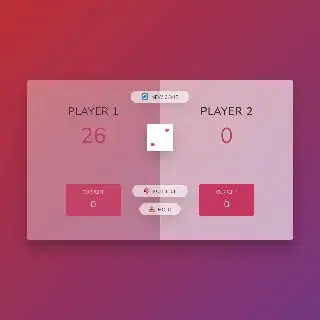 NEW GAME
PLAYER 1
PLAYER 2
26
0
CURRENT
0
ROLL DICE
CURRENT
0
HOLD